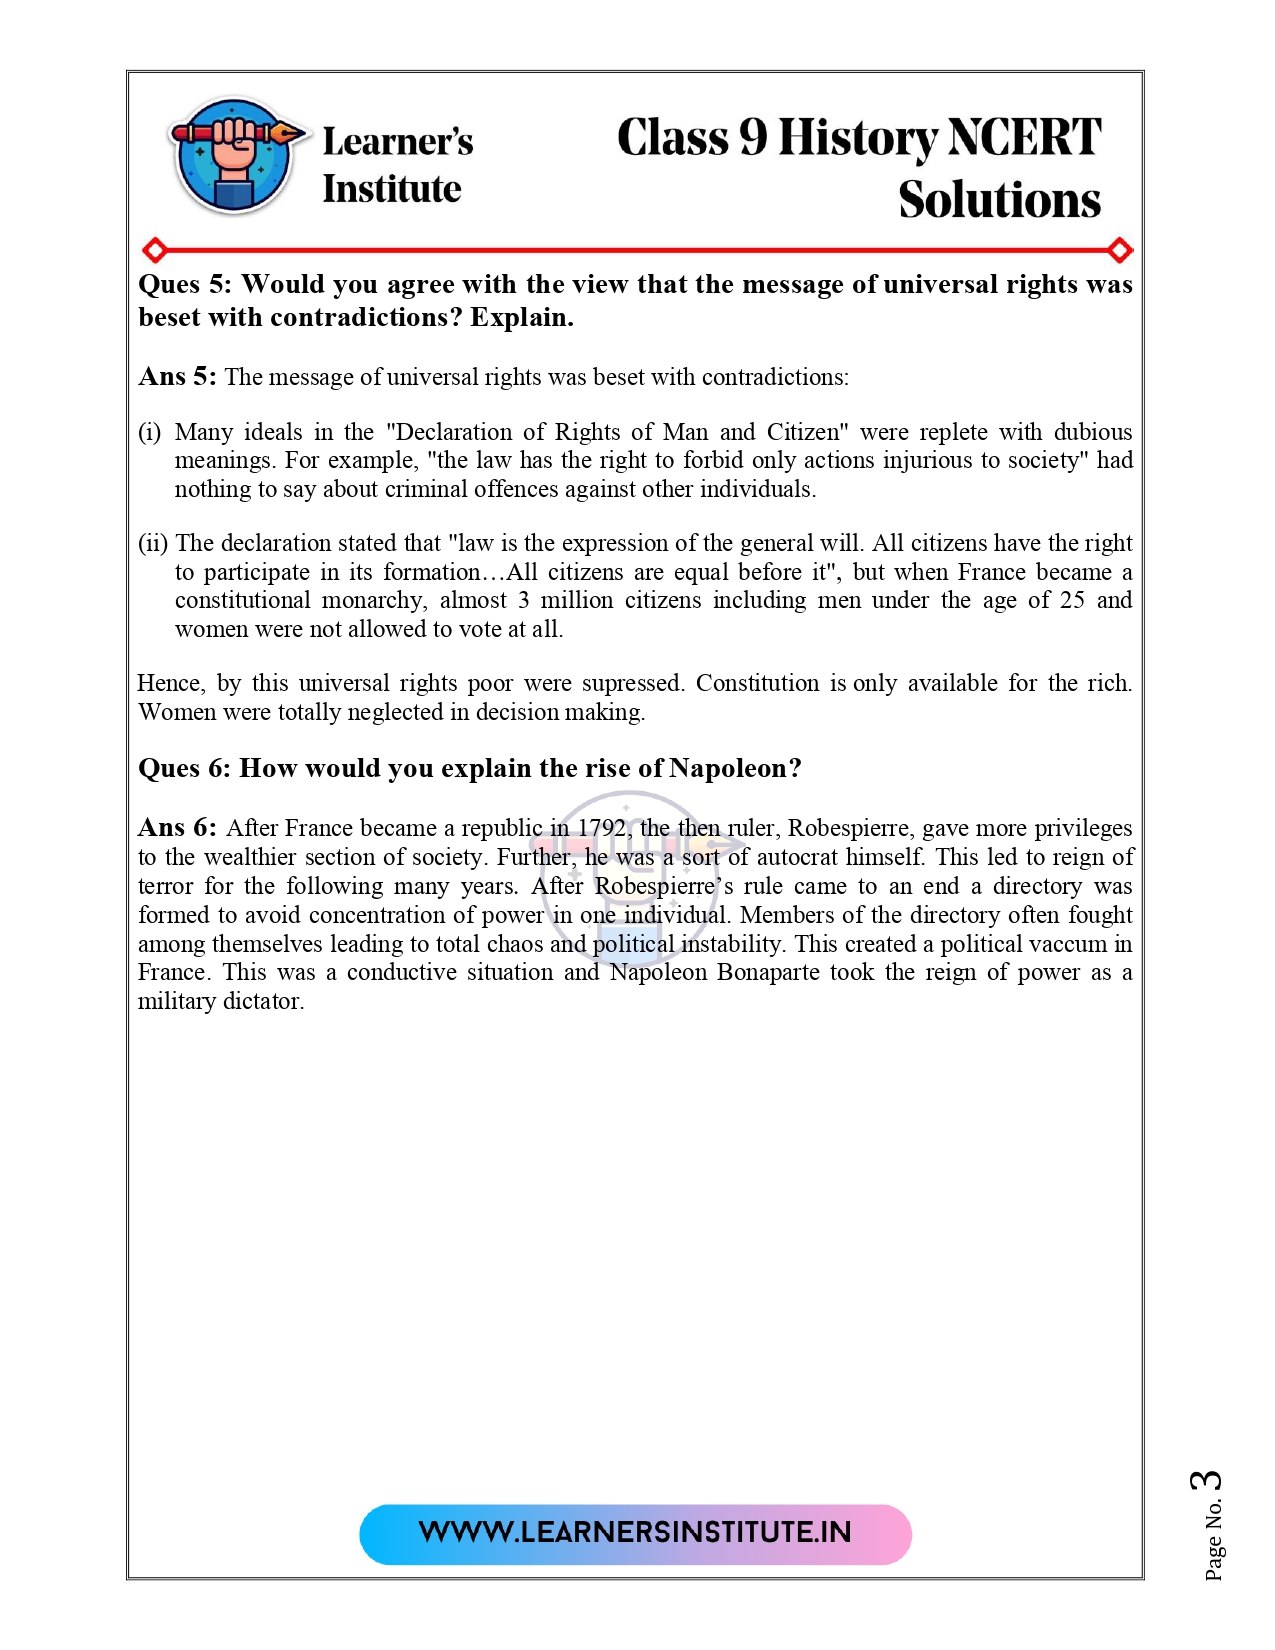 Learner's
Institute
Class 9 History NCERT
Solutions
Ques 5: Would you agree with the view that the message of universal rights was
beset with contradictions? Explain.
Ans 5: The message of universal rights was beset with contradictions:
(i) Many ideals in the "Declaration of Rights of Man and Citizen" were replete with dubious
meanings. For example, "the law has the right to forbid only actions injurious to society" had
nothing to say about criminal offences against other individuals.
(ii) The declaration stated that "law is the expression of the general will. All citizens have the right
to participate in its formation…All citizens are equal before it", but when France became a
constitutional monarchy, almost 3 million citizens including men under the age of 25 and
women were not allowed to vote at all.
Hence, by this universal rights poor were supressed. Constitution is only available for the rich.
Women were totally neglected in decision making.
Ques 6: How would you explain the rise of Napoleon?
Ans 6: After France became a republic in 1792, the then ruler, Robespierre, gave more privileges
to the wealthier section of society. Further, he was a sort of autocrat himself. This led to reign of
terror for the following many years. After Robespierre’s rule came to an end a directory was
formed to avoid concentration of power in one individual. Members of the directory often fought
among themselves leading to total chaos and political instability. This created a political vaccum in
France. This was a conductive situation and Napoleon Bonaparte took the reign of power as a
military dictator.
WWW.LEARNERSINSTITUTE.IN
Page No. 3